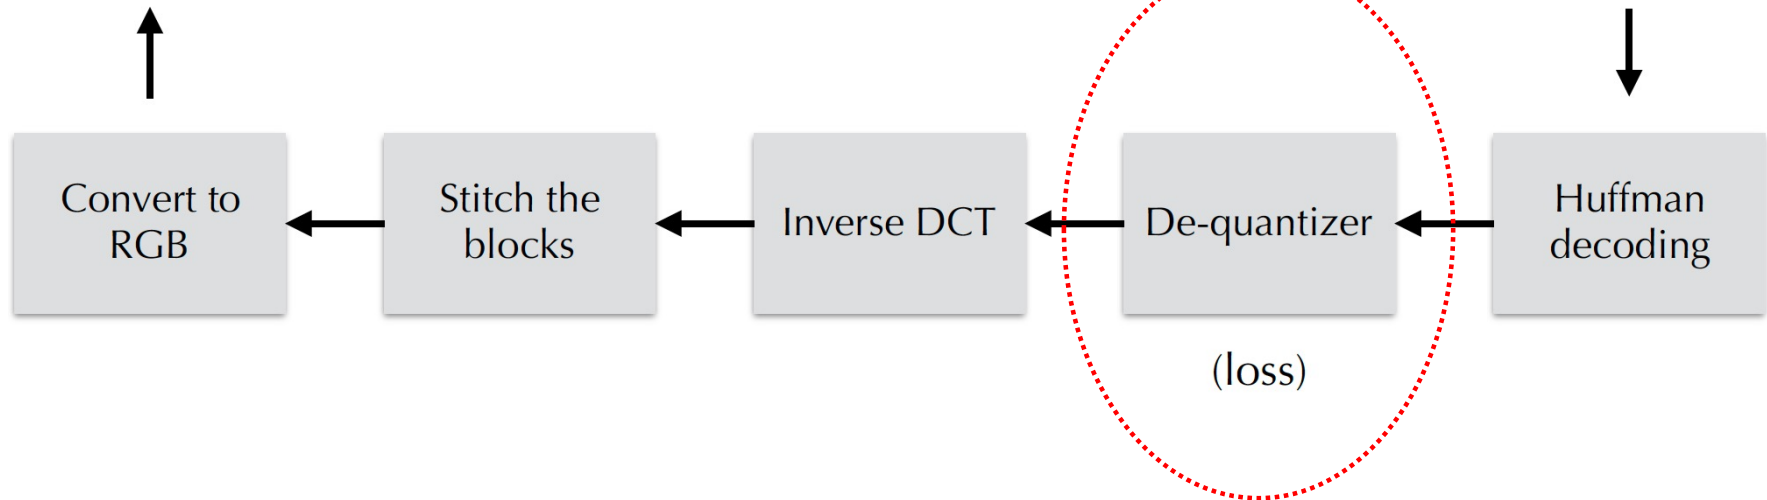 Convert to
RGB
Stitch the
blocks
Inverse DCT
De-quantizer
Huffman
decoding
(loss)